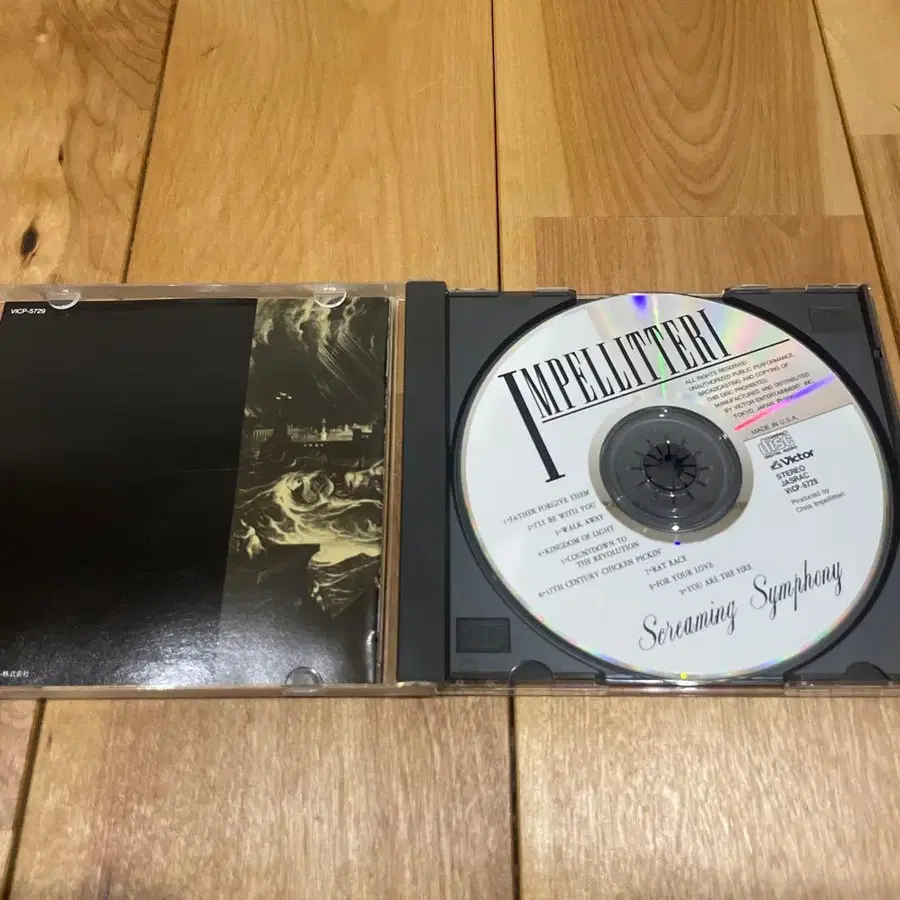 VICP-5729
株式会社
IMPELLITTERI
ALL RIGHTS RESERVED.
UNAUTHORIZED PUBLIC PERFORMANCE,
BROADCASTING AND COPYING OF
THIS DISC PROHIBITED.
MANUFACTURED AND DISTRIBUTED
BY VICTOR ENTERTAINMENT, INC.
TOKYO, JAPAN
MADE IN U.S.A.
COMPACT
disc
DIGITAL AUDIO
Victor
STEREO
JASRAC
VICP-5729
Produced by
Chris Impellitteri
1•FATHER FORGIVE THEM
2•I'LL BE WITH YOU
3•WALK AWAY
4•KINGDOM OF LIGHT
5•COUNTDOWN TO
THE REVOLUTION
6•17TH CENTURY CHICKEN PICKIN'
7•RAT RACE
8•FOR YOUR LOVE
9•YOU ARE THE FIRE
Screaming Symphony